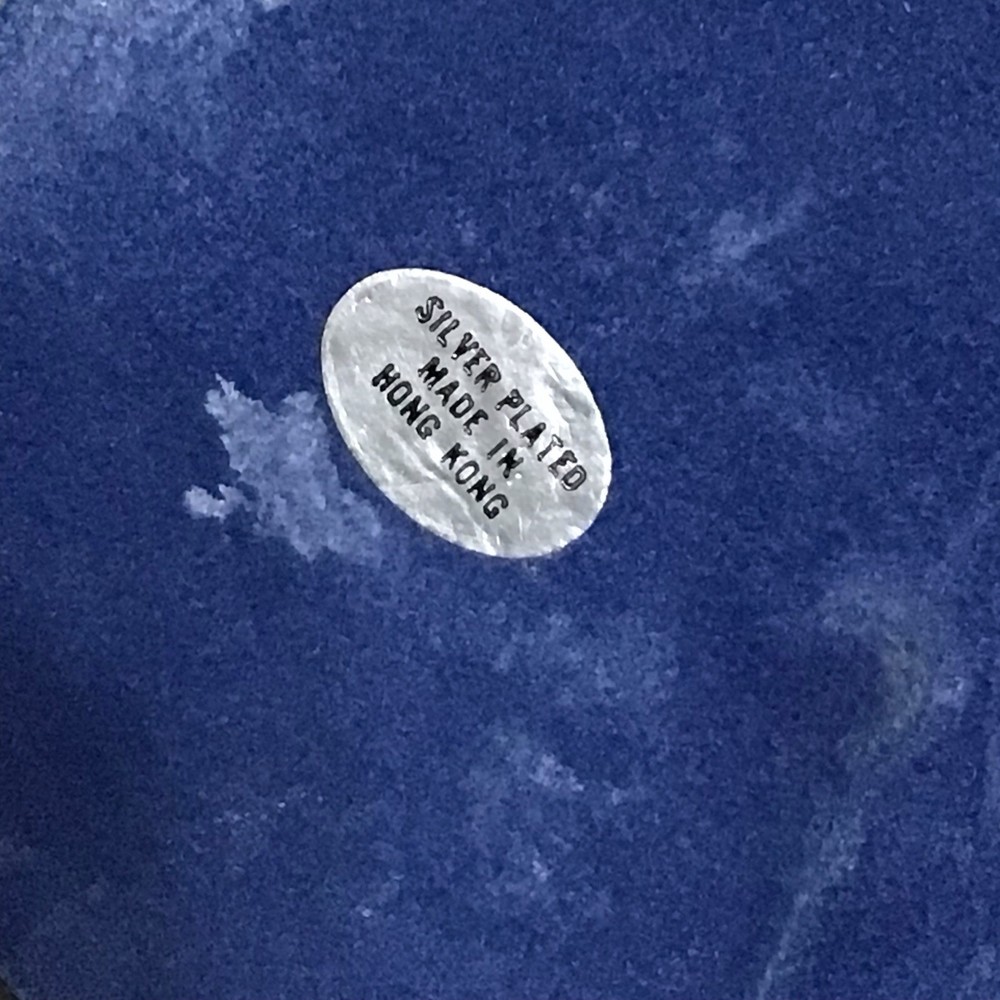 SILVER PLATED
MADE IN.
HONG KONG